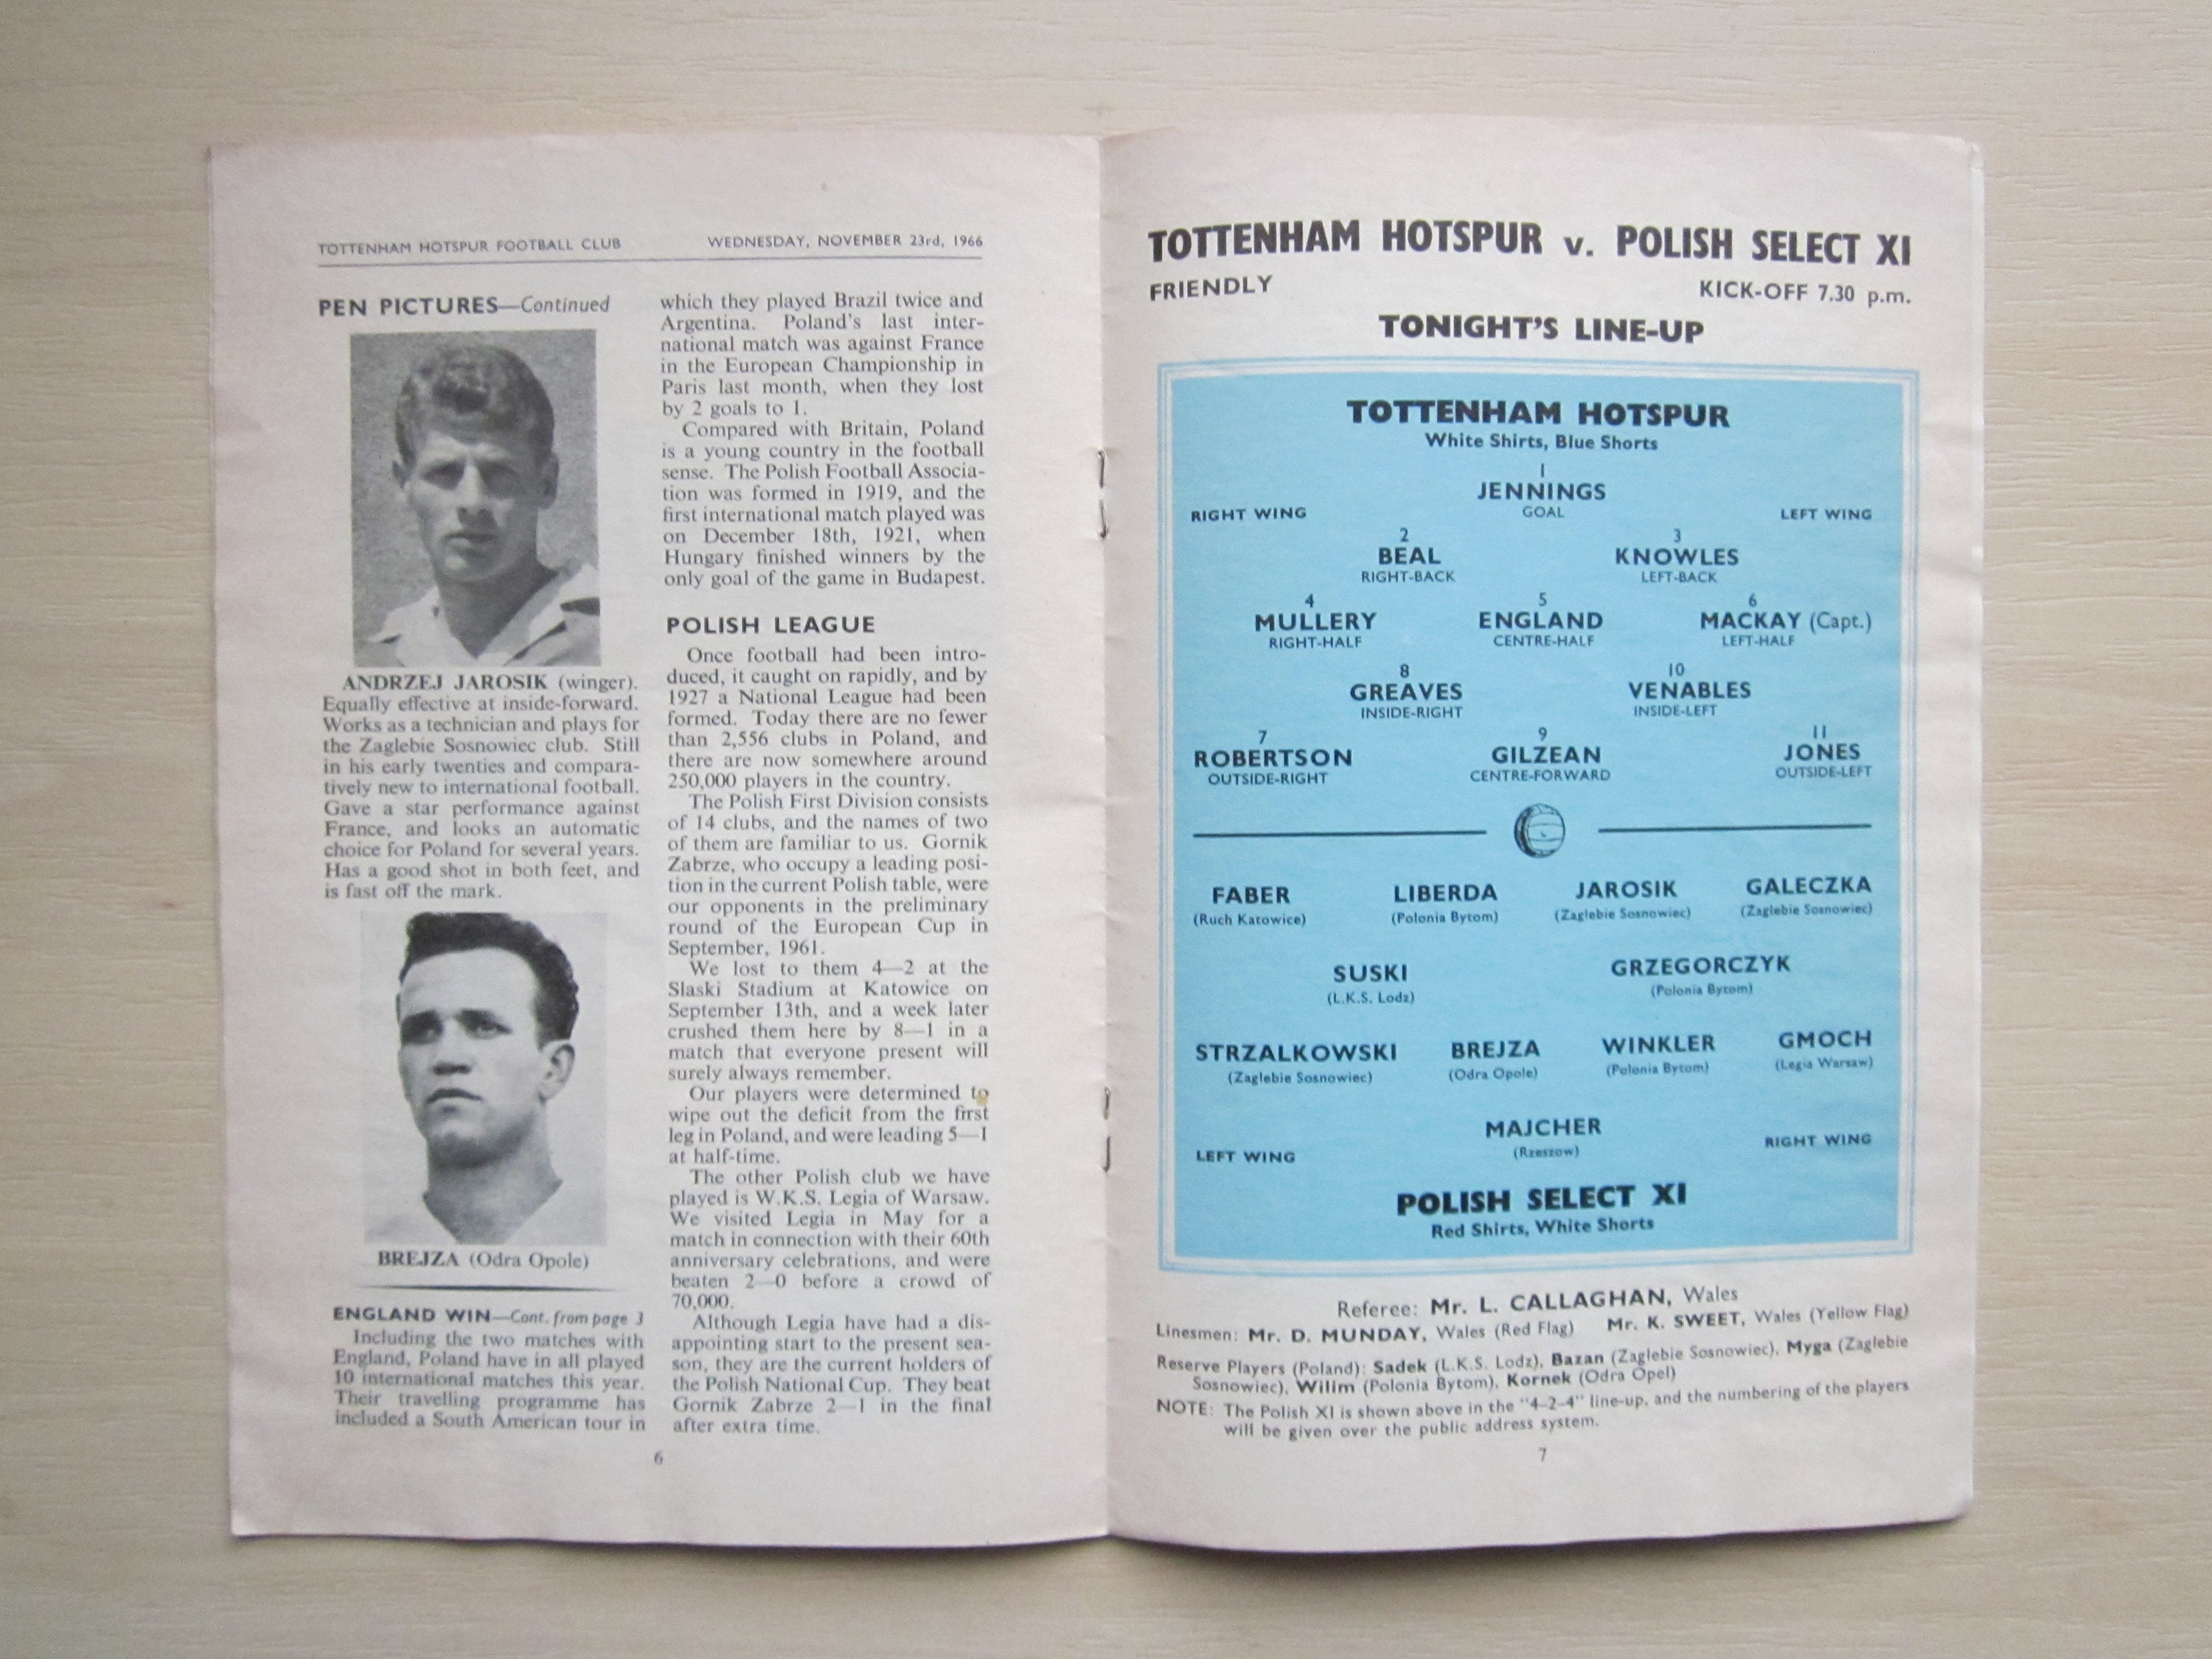 TOTTENHAM HOTSPUR FOOTBALL CLUB WEDNESDAY, NOVEMBER 23rd, 1966
PEN PICTURES—Continued
ANDRZEJ JAROSIK (winger).
Equally effective at inside-forward.
Works as a technician and plays for
the Zaglebie Sosnowiec club. Still
in his early twenties and compara-
tively new to international football.
Gave a star performance against
France, and looks an automatic
choice for Poland for several years.
Has a good shot in both feet, and
is fast off the mark.
BREJZA (Odra Opole)
ENGLAND WIN—Cont. from page 3
Including the two matches with
England, Poland have in all played
10 international matches this year.
Their travelling programme has
included a South American tour in
which they played Brazil twice and
Argentina. Poland's last inter-
national match was against France
in the European Championship in
Paris last month, when they lost
by 2 goals to 1.
Compared with Britain, Poland
is a young country in the football
sense. The Polish Football Associa-
tion was formed in 1919, and the
first international match played was
on December 18th, 1921, when
Hungary finished winners by the
only goal of the game in Budapest.
POLISH LEAGUE
Once football had been intro-
duced, it caught on rapidly, and by
1927 a National League had been
formed. Today there are no fewer
than 2,556 clubs in Poland, and
there are now somewhere around
250,000 players in the country.
The Polish First Division consists
of 14 clubs, and the names of two
of them are familiar to us. Gornik
Zabrze, who occupy a leading posi-
tion in the current Polish table, were
our opponents in the preliminary
round of the European Cup in
September, 1961.
We lost to them 4—2 at the
Slaski Stadium at Katowice on
September 13th, and a week later
crushed them here by 8—1 in a
match that everyone present will
surely always remember.
Our players were determined to
wipe out the deficit from the first
leg in Poland, and were leading 5—1
at half-time.
The other Polish club we have
played is W.K.S. Legia of Warsaw.
We visited Legia in May for a
match in connection with their 60th
anniversary celebrations, and were
beaten 2—0 before a crowd of
70,000.
Although Legia have had a dis-
appointing start to the present sea-
son, they are the current holders of
the Polish National Cup. They beat
Gornik Zabrze 2—1 in the final
after extra time.
6
TOTTENHAM HOTSPUR v. POLISH SELECT XI
FRIENDLY KICK-OFF 7.30 p.m.
TONIGHT'S LINE-UP
TOTTENHAM HOTSPUR
White Shirts, Blue Shorts
1
JENNINGS
GOAL
RIGHT WING LEFT WING
2 3
BEAL KNOWLES
RIGHT-BACK LEFT-BACK
4 5 6
MULLERY ENGLAND MACKAY (Capt.)
RIGHT-HALF CENTRE-HALF LEFT-HALF
8 10
GREAVES VENABLES
INSIDE-RIGHT INSIDE-LEFT
7 9 11
ROBERTSON GILZEAN JONES
OUTSIDE-RIGHT CENTRE-FORWARD OUTSIDE-LEFT
FABER LIBERDA JAROSIK GALECZKA
(Ruch Katowice) (Polonia Bytom) (Zaglebie Sosnowiec) (Zaglebie Sosnowiec)
SUSKI GRZEGORCZYK
(L.K.S. Lodz) (Polonia Bytom)
STRZALKOWSKI BREJZA WINKLER GMOCH
(Zaglebie Sosnowiec) (Odra Opole) (Polonia Bytom) (Legia Warsaw)
MAJCHER
(Rzeszow)
LEFT WING RIGHT WING
POLISH SELECT XI
Red Shirts, White Shorts
Referee: Mr. L. CALLAGHAN, Wales
Linesmen: Mr. D. MUNDAY, Wales (Red Flag) Mr. K. SWEET, Wales (Yellow Flag)
Reserve Players (Poland): Sadek (L.K.S. Lodz), Bazan (Zaglebie Sosnowiec), Myga (Zaglebie
Sosnowiec), Wilim (Polonia Bytom), Kornek (Odra Opel)
NOTE: The Polish XI is shown above in the "4-2-4" line-up, and the numbering of the players
will be given over the public address system.
7